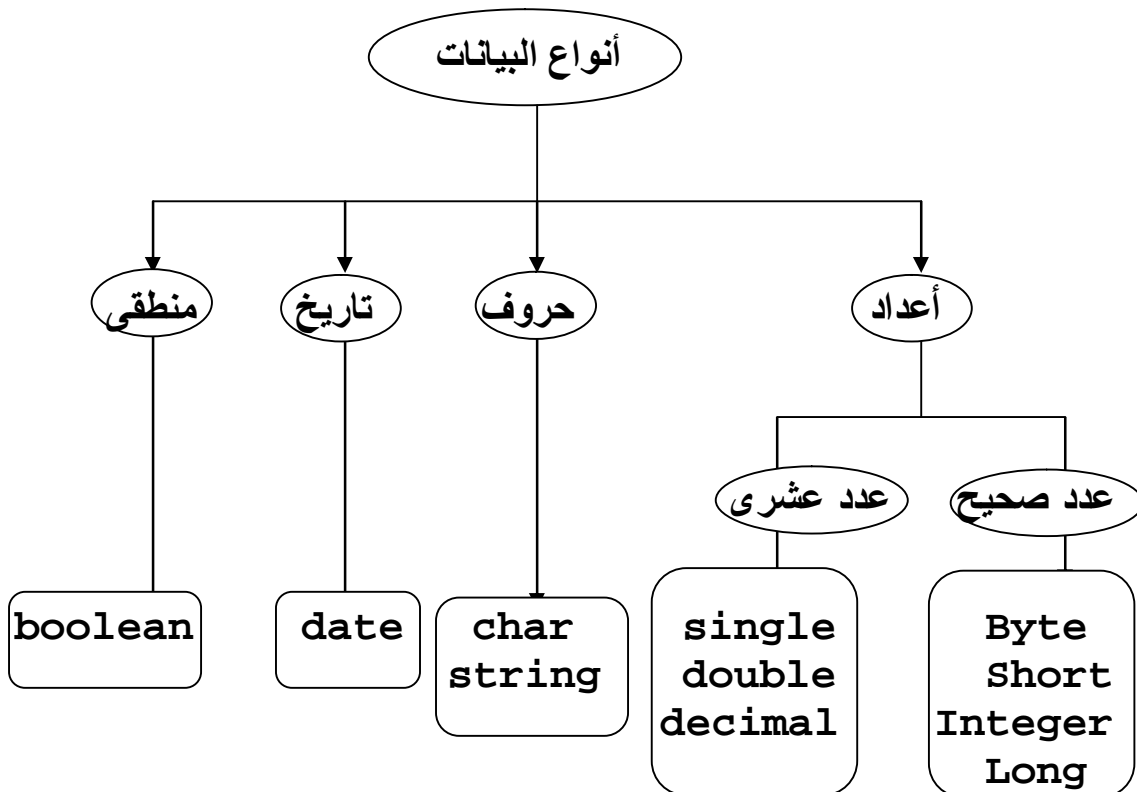 أنواع البيانات
أعداد
حروف
تاريخ
منطقى
عدد صحيح
عدد عشرى
Byte
Short
Integer
Long
single
double
decimal
char
string
date
boolean